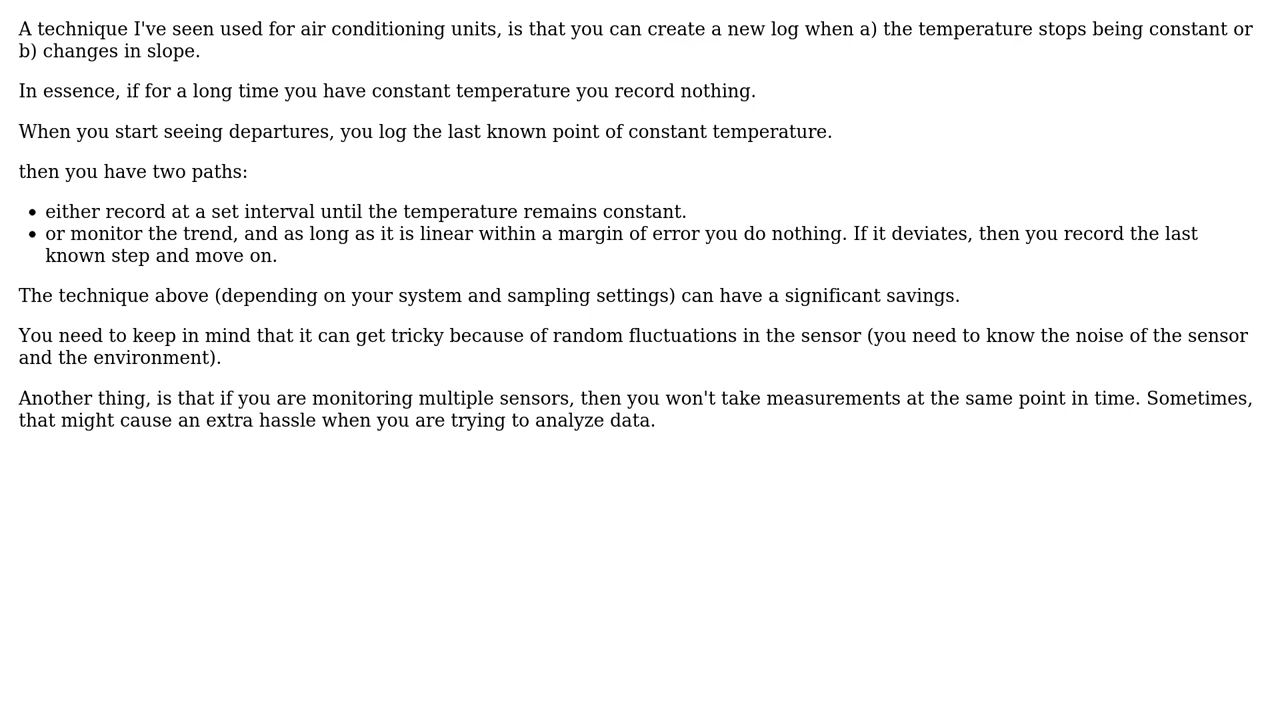 A technique I've seen used for air conditioning units, is that you can create a new log when a) the temperature stops being constant or
b) changes in slope.
In essence, if for a long time you have constant temperature you record nothing.
When you start seeing departures, you log the last known point of constant temperature.
then you have two paths:
• either record at a set interval until the temperature remains constant.
• or monitor the trend, and as long as it is linear within a margin of error you do nothing. If it deviates, then you record the last
known step and move on.
The technique above (depending on your system and sampling settings) can have a significant savings.
You need to keep in mind that it can get tricky because of random fluctuations in the sensor (you need to know the noise of the sensor
and the environment).
Another thing, is that if you are monitoring multiple sensors, then you won't take measurements at the same point in time. Sometimes,
that might cause an extra hassle when you are trying to analyze data.